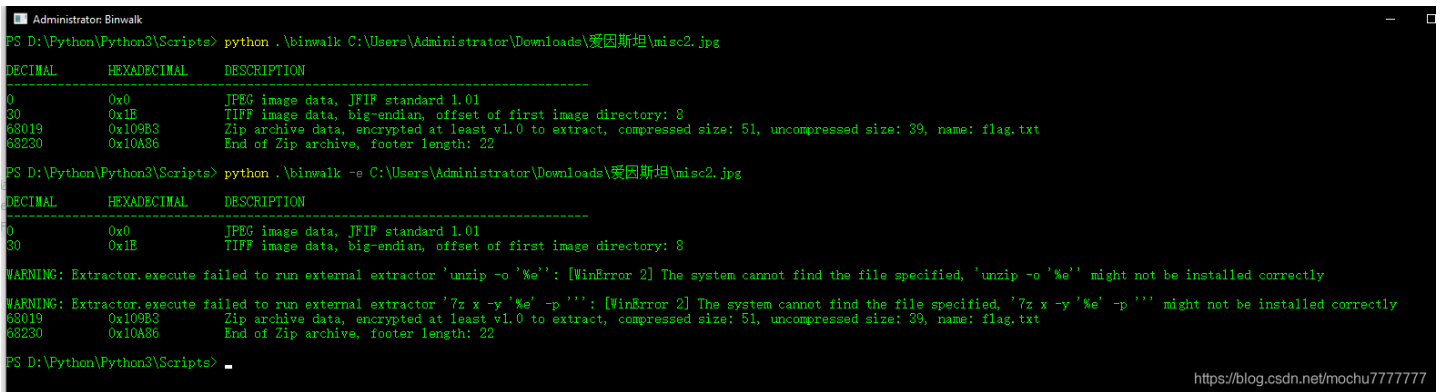 Administrator: Binwalk
PS D:\Python\Python3\Scripts> python .\binwalk C:\Users\Administrator\Downloads\爱因斯坦\misc2.jpg
DECIMAL HEXADECIMAL DESCRIPTION
--------------------------------------------------------------------------------
0 0x0 JPEG image data, JFIF standard 1.01
30 0x1E TIFF image data, big-endian, offset of first image directory: 8
68019 0x109B3 Zip archive data, encrypted at least v1.0 to extract, compressed size: 51, uncompressed size: 39, name: flag.txt
68230 0x10A86 End of Zip archive, footer length: 22
PS D:\Python\Python3\Scripts> python .\binwalk -e C:\Users\Administrator\Downloads\爱因斯坦\misc2.jpg
DECIMAL HEXADECIMAL DESCRIPTION
--------------------------------------------------------------------------------
0 0x0 JPEG image data, JFIF standard 1.01
30 0x1E TIFF image data, big-endian, offset of first image directory: 8
WARNING: Extractor.execute failed to run external extractor 'unzip -o '%e'': [WinError 2] The system cannot find the file specified, 'unzip -o '%e'' might not be installed correctly
WARNING: Extractor.execute failed to run external extractor '7z x -y '%e' -p ''': [WinError 2] The system cannot find the file specified, '7z x -y '%e' -p ''' might not be installed correctly
68019 0x109B3 Zip archive data, encrypted at least v1.0 to extract, compressed size: 51, uncompressed size: 39, name: flag.txt
68230 0x10A86 End of Zip archive, footer length: 22
PS D:\Python\Python3\Scripts>
https://blog.csdn.net/mochu7777777